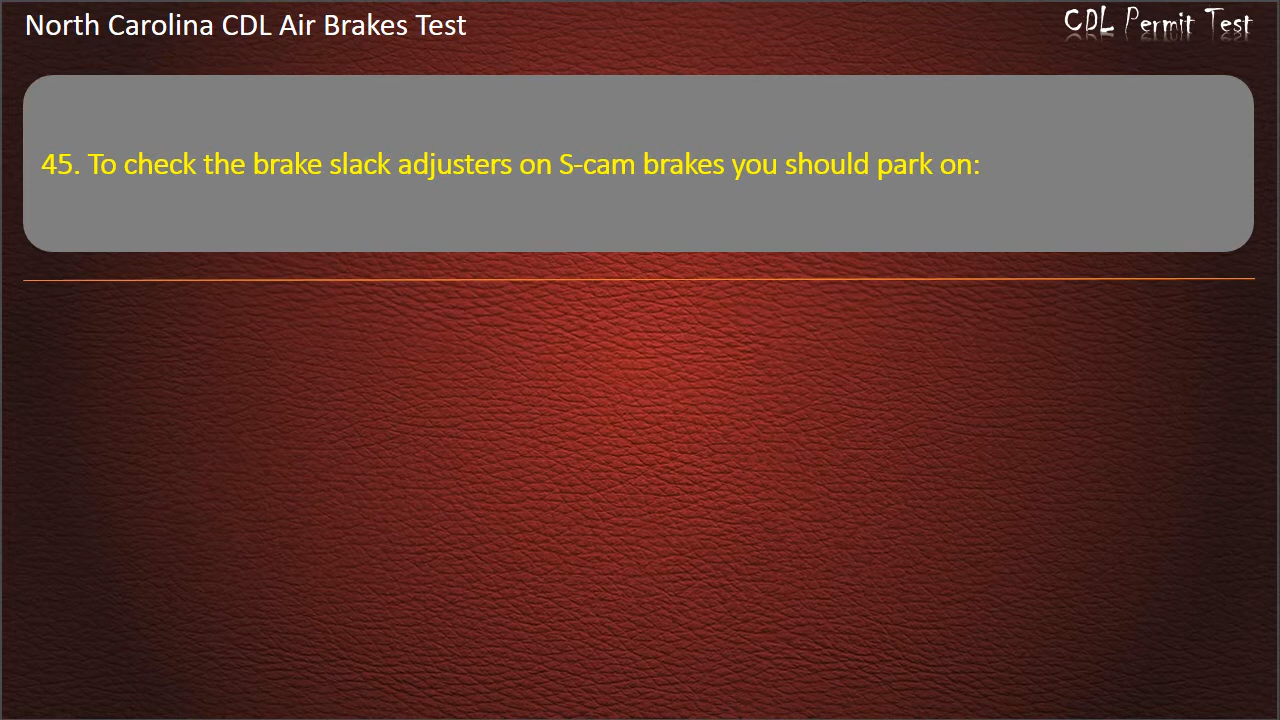 North Carolina CDL Air Brakes Test
CDL Permit Test
45. To check the brake slack adjusters on S-cam brakes you should park on: